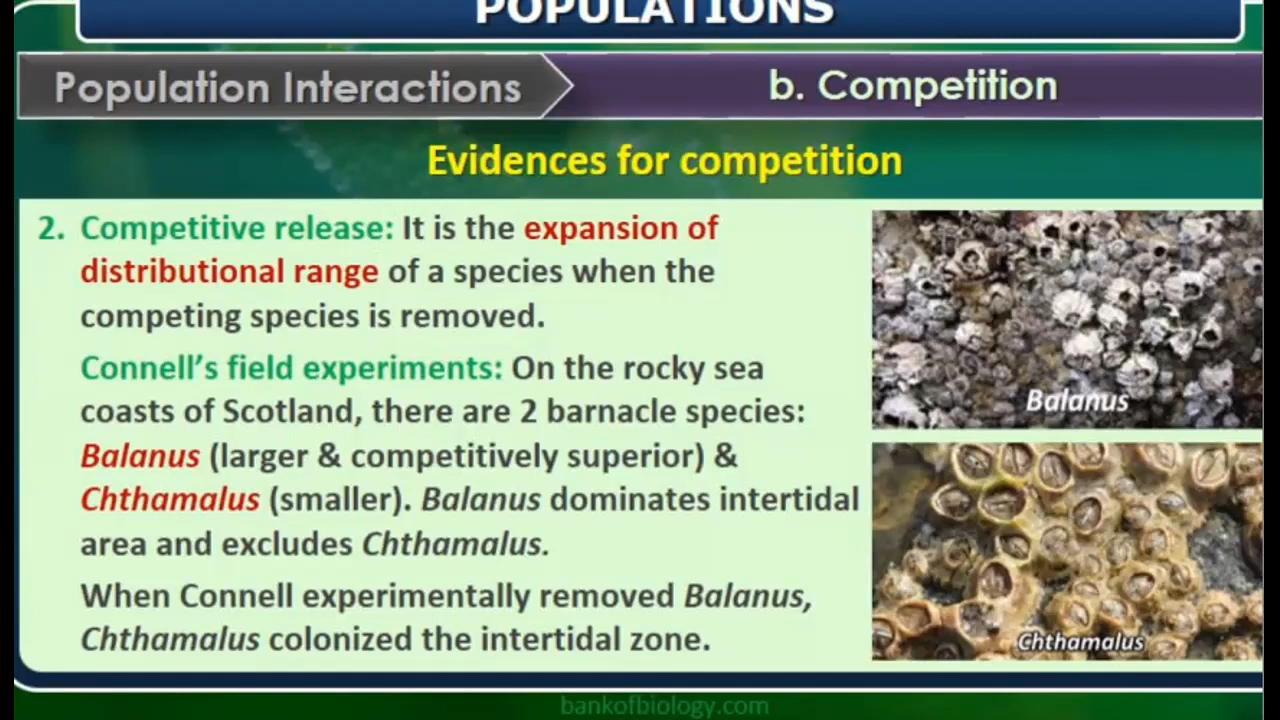 POPULATIONS
Population Interactions
b. Competition
Evidences for competition
2. Competitive release: It is the expansion of
distributional range of a species when the
competing species is removed.
Connell’s field experiments: On the rocky sea
coasts of Scotland, there are 2 barnacle species:
Balanus (larger & competitively superior) &
Chthamalus (smaller). Balanus dominates intertidal
area and excludes Chthamalus.
When Connell experimentally removed Balanus,
Chthamalus colonized the intertidal zone.
Balanus
Chthamalus
bankofbiology.com